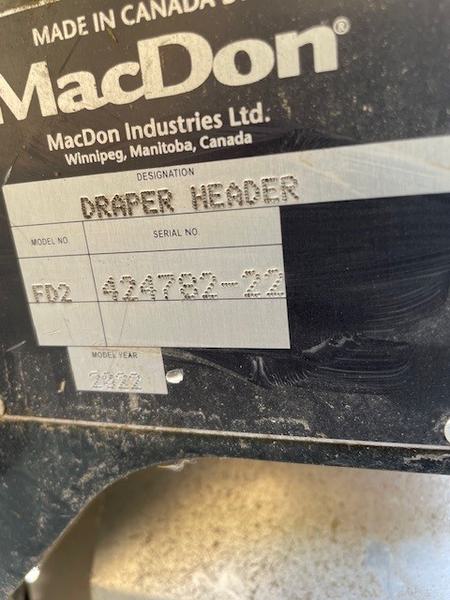 MADE IN CANADA
MacDon®
MacDon Industries Ltd.
Winnipeg, Manitoba, Canada
DESIGNATION
DRAPER HEADER
MODEL NO. SERIAL NO.
FD2 424782-22
MODEL YEAR
2022